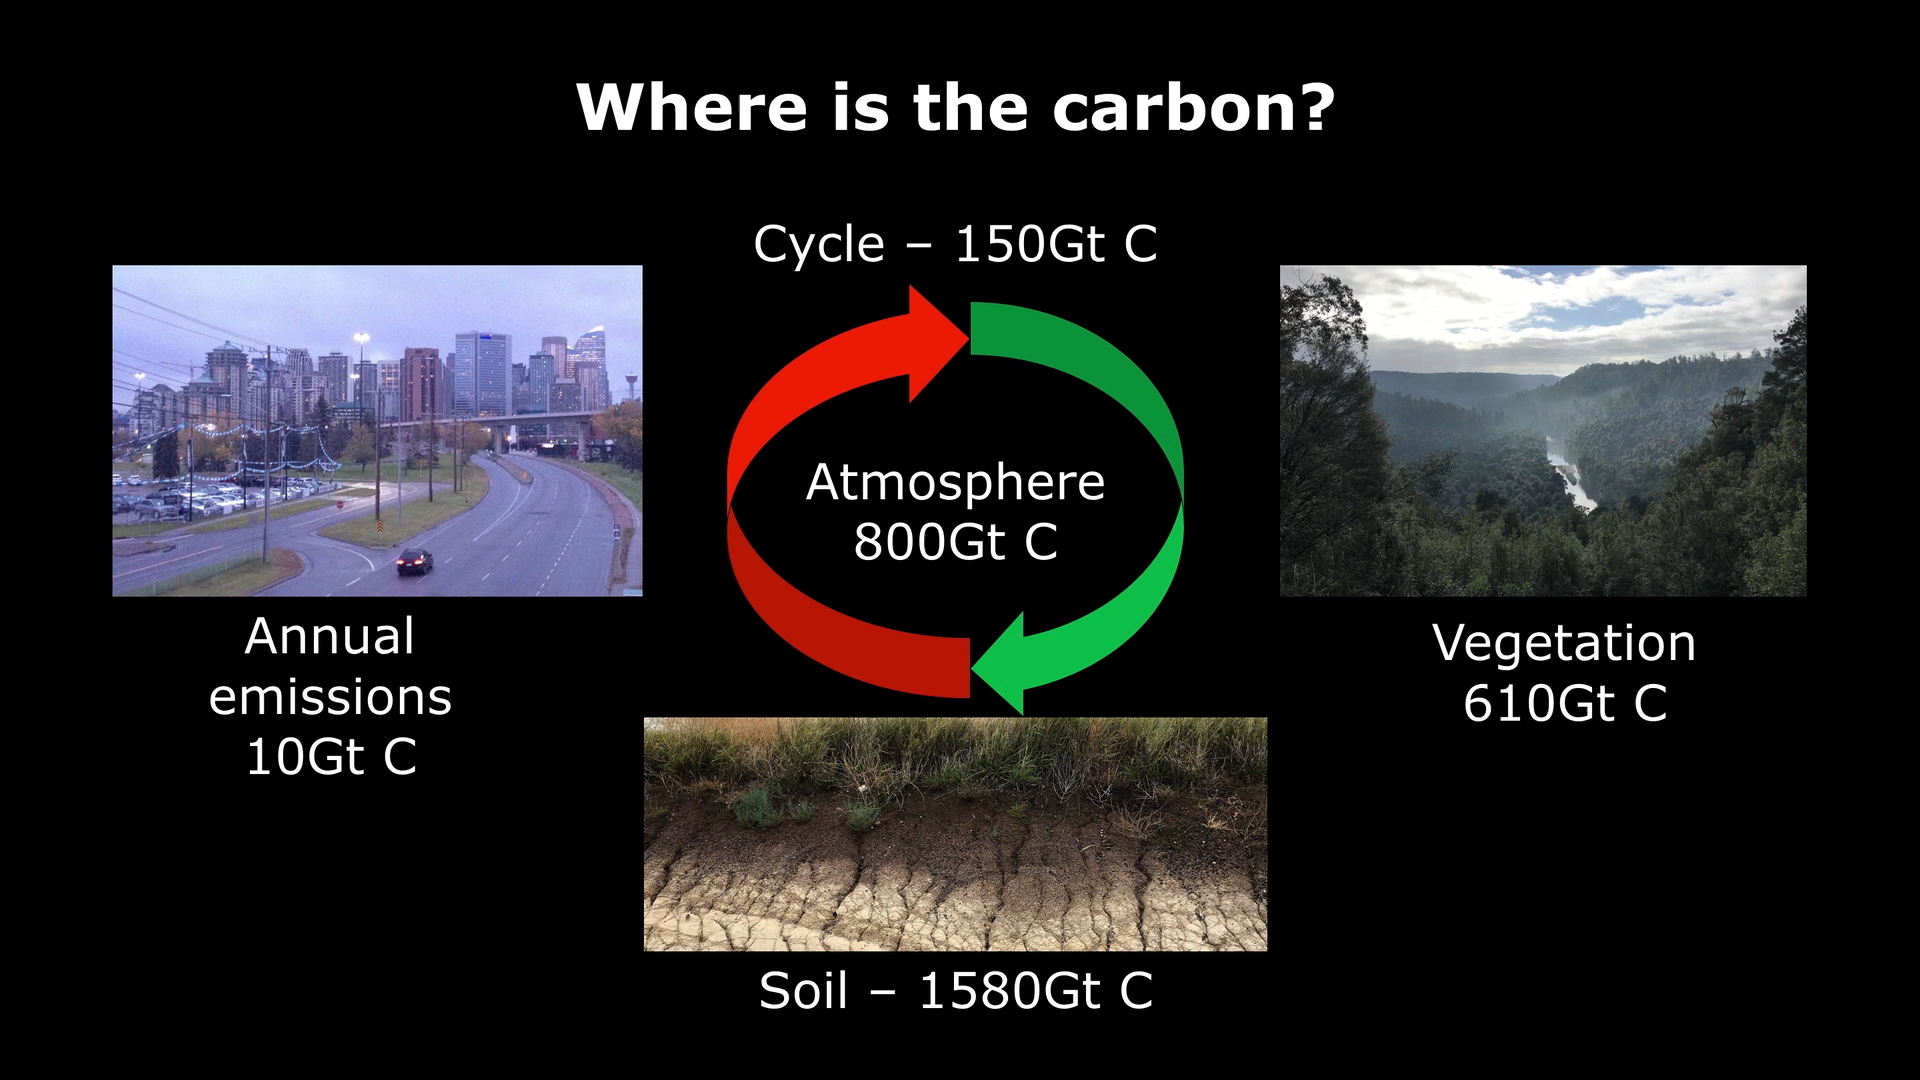 Where is the carbon?
Cycle – 150Gt C
Atmosphere
800Gt C
Annual
emissions
10Gt C
Vegetation
610Gt C
Soil – 1580Gt C